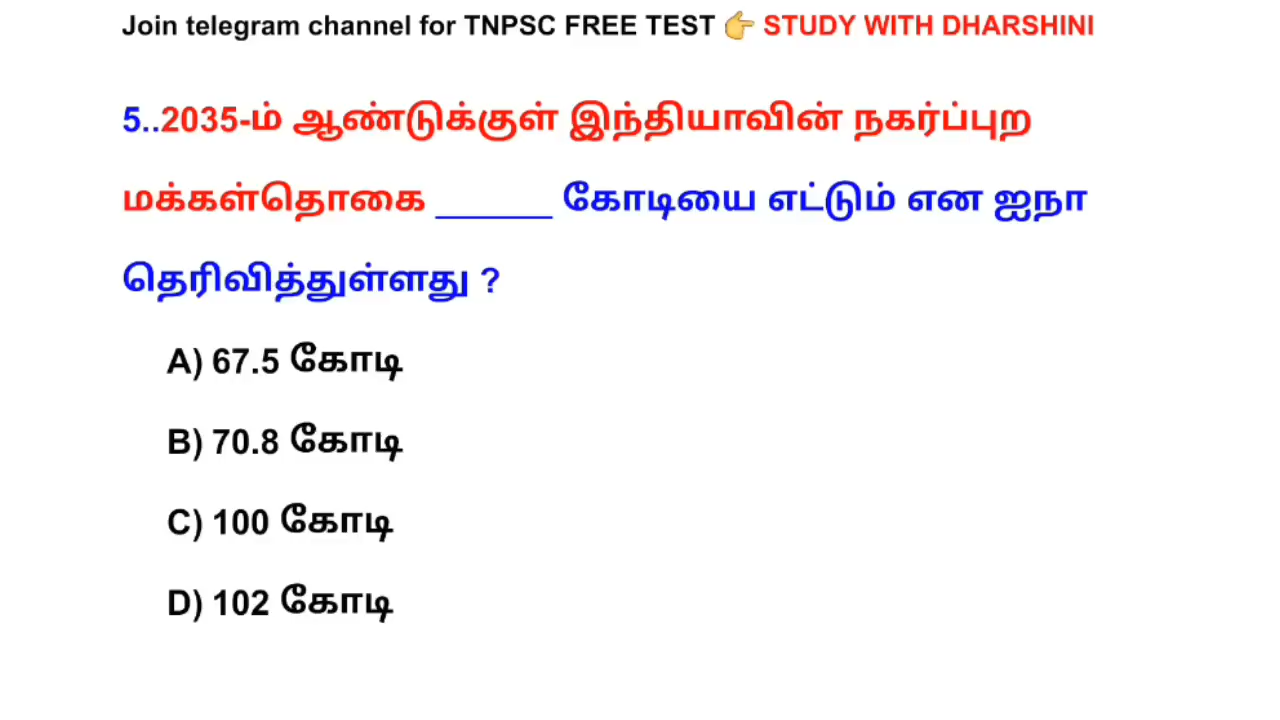 Join telegram channel for TNPSC FREE TEST 👉 STUDY WITH DHARSHINI
5..2035-ம் ஆண்டுக்குள் இந்தியாவின் நகர்ப்புற
மக்கள்தொகை ______ கோடியை எட்டும் என ஐநா
தெரிவித்துள்ளது ?
A) 67.5 கோடி
B) 70.8 கோடி
C) 100 கோடி
D) 102 கோடி